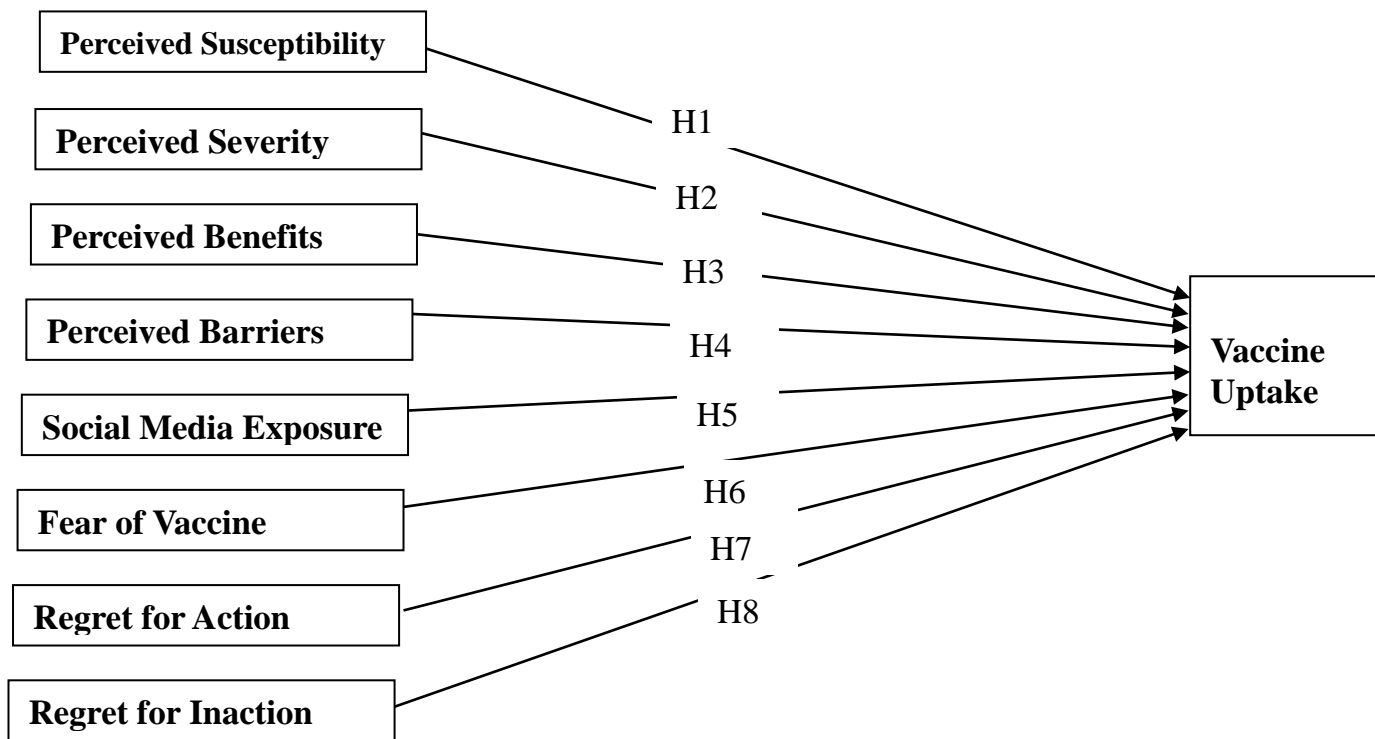 Perceived Susceptibility
H1
Perceived Severity
H2
Perceived Benefits
H3
Perceived Barriers
H4
Social Media Exposure
H5
Fear of Vaccine
H6
Regret for Action
H7
Regret for Inaction
H8
Vaccine
Uptake